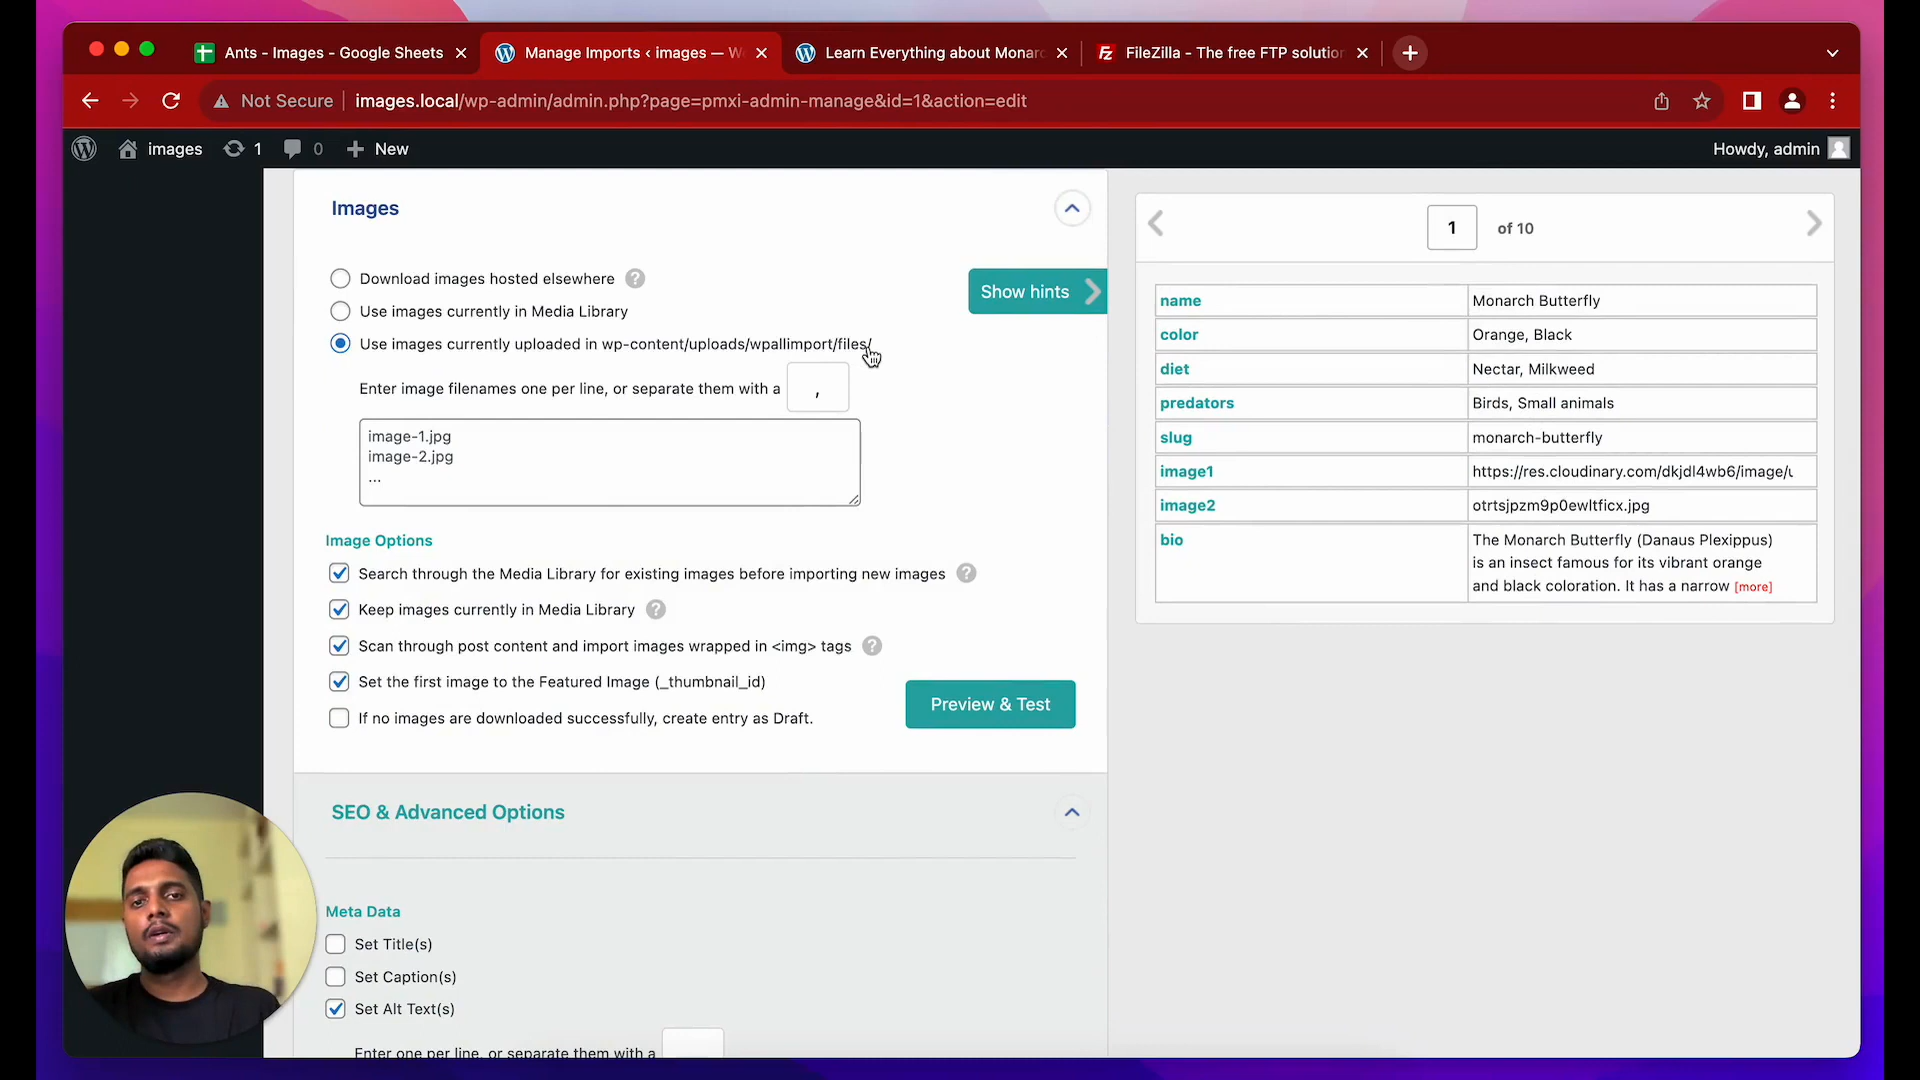 Ants - Images - Google Sheets
Manage Imports ‹ images — W
Learn Everything about Monar
FileZilla - The free FTP solutio
Not Secure
images.local/wp-admin/admin.php?page=pmxi-admin-manage&id=1&action=edit
images
1
0
New
Howdy, admin
Images
Download images hosted elsewhere ?
Use images currently in Media Library
Show hints
Use images currently uploaded in wp-content/uploads/wpallimport/files/
Enter image filenames one per line, or separate them with a ,
image-1.jpg
image-2.jpg
...
Image Options
Search through the Media Library for existing images before importing new images ?
Keep images currently in Media Library ?
Scan through post content and import images wrapped in <img> tags ?
Set the first image to the Featured Image (_thumbnail_id)
If no images are downloaded successfully, create entry as Draft.
Preview & Test
SEO & Advanced Options
Meta Data
Set Title(s)
Set Caption(s)
Set Alt Text(s)
Enter one per line, or separate them with a
1 of 10
name Monarch Butterfly
color Orange, Black
diet Nectar, Milkweed
predators Birds, Small animals
slug monarch-butterfly
image1 https://res.cloudinary.com/dkjdl4wb6/image/u
image2 otrtsjpzm9p0ewltficx.jpg
bio The Monarch Butterfly (Danaus Plexippus)
is an insect famous for its vibrant orange
and black coloration. It has a narrow [more]